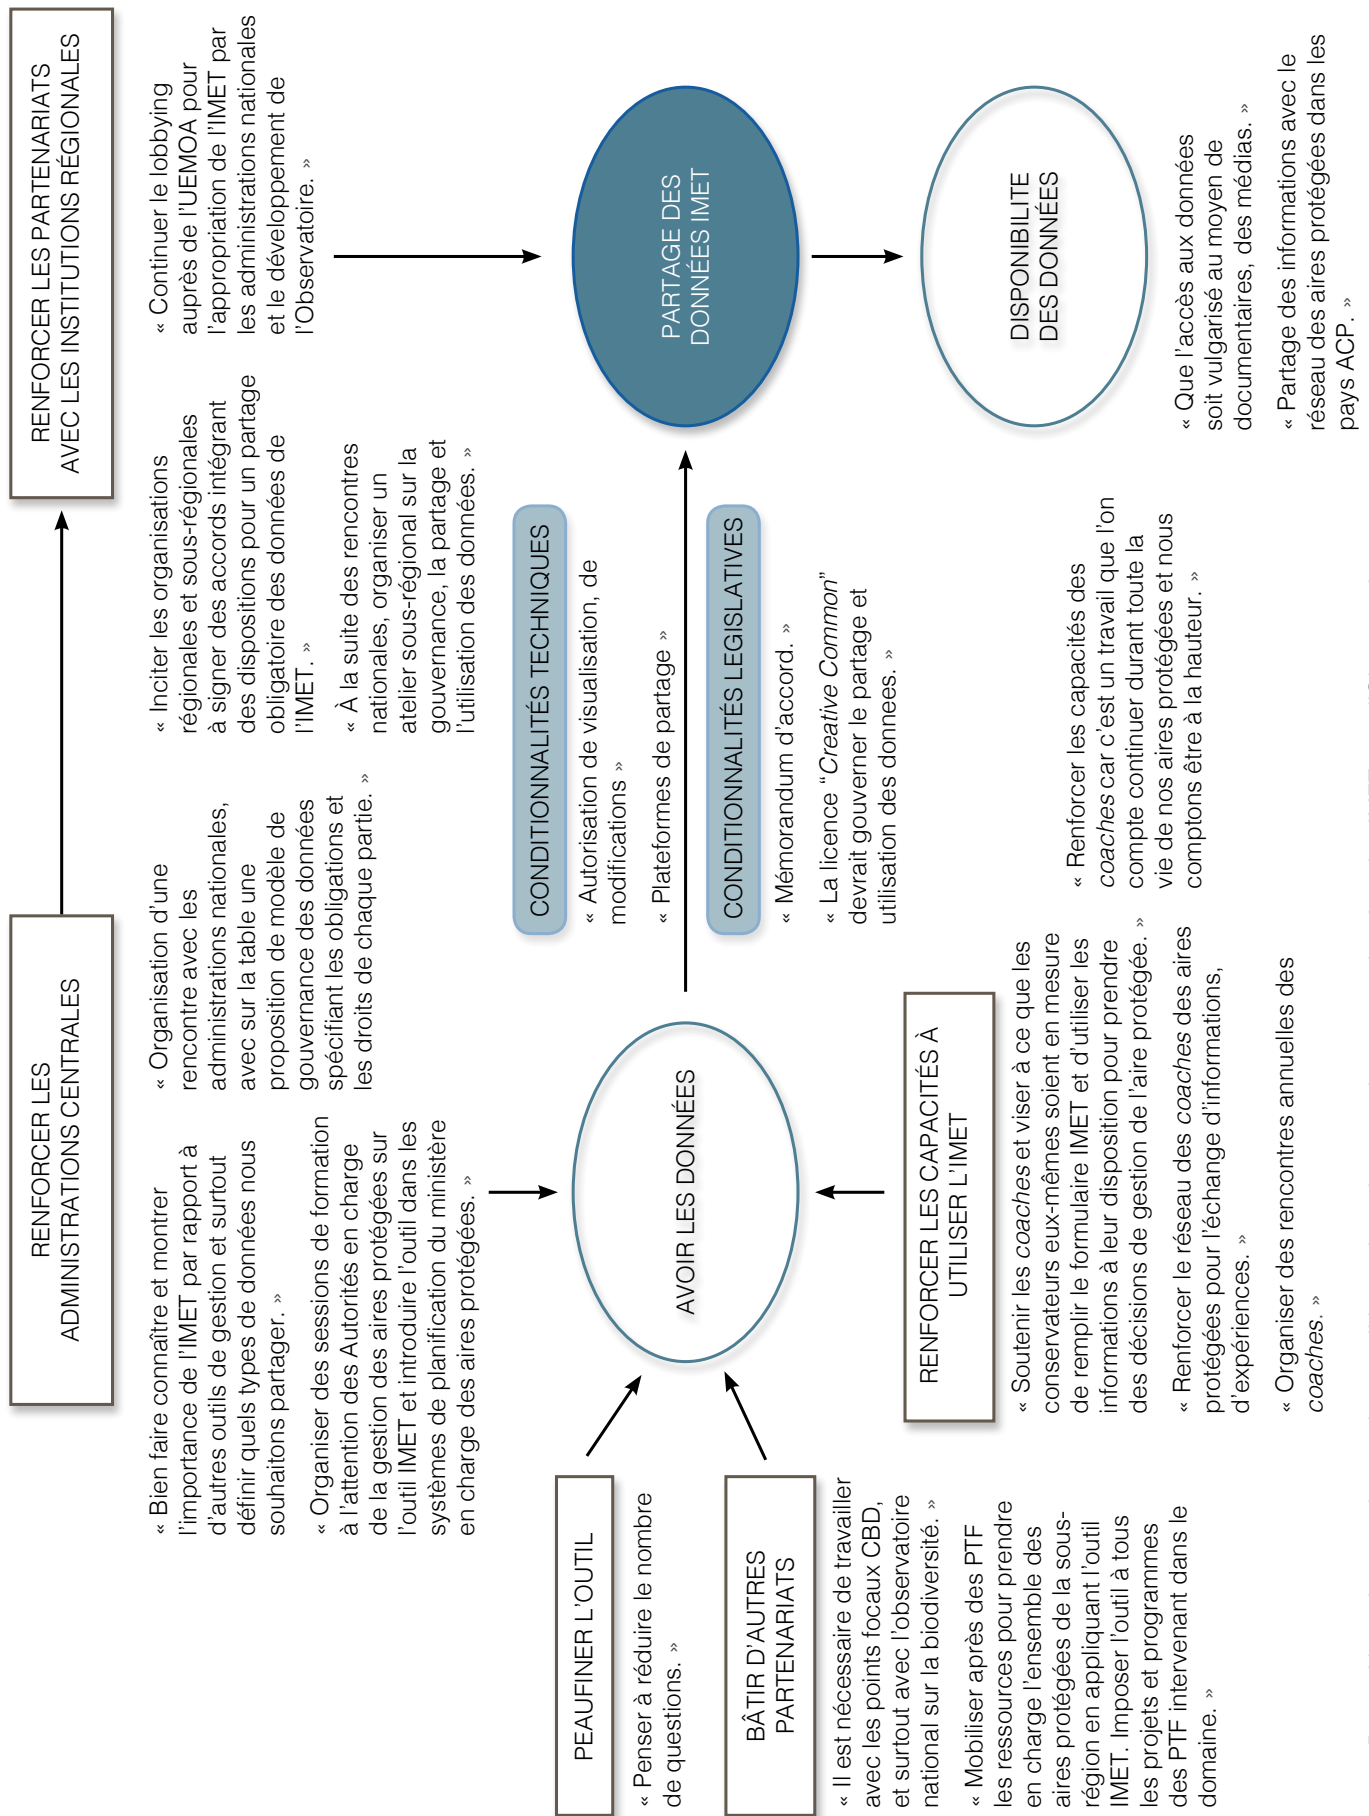 RENFORCER LES
ADMINISTRATIONS CENTRALES
RENFORCER LES PARTENARIATS
AVEC LES INSTITUTIONS RÉGIONALES
« Bien faire connaître et montrer
l'importance de l'IMET par rapport à
d'autres outils de gestion et surtout
définir quels types de données nous
souhaitons partager. »
« Organiser des sessions de formation
à l'attention des Autorités en charge
de la gestion des aires protégées sur
l'outil IMET et introduire l'outil dans les
systèmes de planification du ministère
en charge des aires protégées. »
« Organisation d'une
rencontre avec les
administrations nationales,
avec sur la table une
proposition de modèle de
gouvernance des données
spécifiant les obligations et
les droits de chaque partie. »
« Inciter les organisations
régionales et sous-régionales
à signer des accords intégrant
des dispositions pour un partage
obligatoire des données de
l'IMET. »
« À la suite des rencontres
nationales, organiser un
atelier sous-régional sur la
gouvernance, la partage et
l'utilisation des données. »
« Continuer le lobbying
auprès de l'UEMOA pour
l'appropriation de l'IMET par
les administrations nationales
et le développement de
l'Observatoire. »
PEAUFINER L'OUTIL
« Penser à réduire le nombre
de questions. »
BÂTIR D'AUTRES
PARTENARIATS
« Il est nécessaire de travailler
avec les points focaux CBD,
et surtout avec l'observatoire
national sur la biodiversité. »
« Mobiliser après des PTF
les ressources pour prendre
en charge l'ensemble des
aires protégées de la sous-
région en appliquant l'outil
IMET. Imposer l'outil à tous
les projets et programmes
des PTF intervenant dans le
domaine. »
AVOIR LES DONNÉES
CONDITIONNALITÉS TECHNIQUES
« Autorisation de visualisation, de
modifications »
« Plateformes de partage »
CONDITIONNALITÉS LEGISLATIVES
« Mémorandum d'accord. »
« La licence "Creative Common"
devrait gouverner le partage et
utilisation des donnees. »
PARTAGE DES
DONNÉES IMET
DISPONIBILITE
DES DONNÉES
RENFORCER LES CAPACITÉS À
UTILISER L'IMET
« Soutenir les coaches et viser à ce que les
conservateurs eux-mêmes soient en mesure
de remplir le formulaire IMET et d'utiliser les
informations à leur disposition pour prendre
des décisions de gestion de l'aire protégée. »
« Renforcer le réseau des coaches des aires
protégées pour l'échange d'informations,
d'expériences. »
« Organiser des rencontres annuelles des
coaches. »
« Renforcer les capacités des
coaches car c'est un travail que l'on
compte continuer durant toute la
vie de nos aires protégées et nous
comptons être à la hauteur. »
« Que l'accès aux données
soit vulgarisé au moyen de
documentaires, des médias. »
« Partage des informations avec le
réseau des aires protégées dans les
pays ACP. »